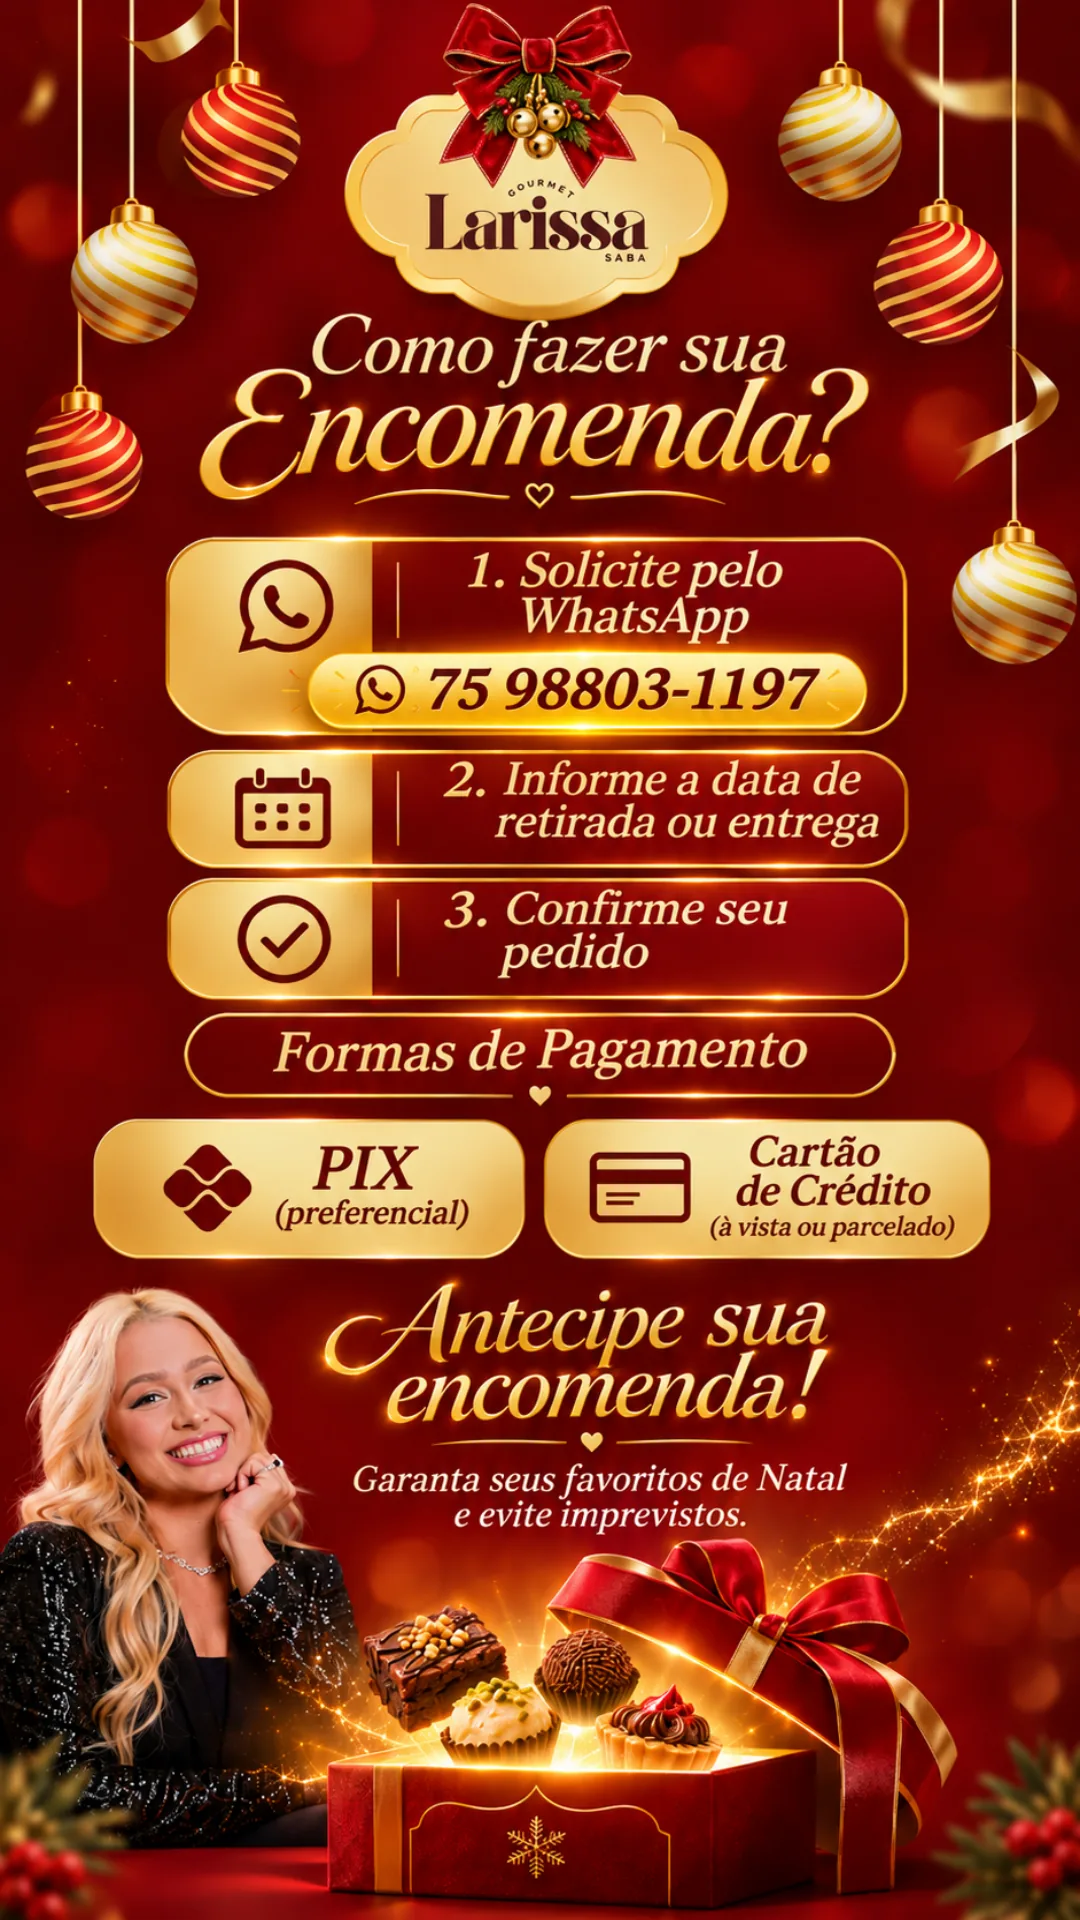 GOURMET
Larissa
SABA
Como fazer sua
Encomenda?
1. Solicite pelo
WhatsApp
75 98803-1197
2. Informe a data de
retirada ou entrega
3. Confirme seu
pedido
Formas de Pagamento
PIX
(preferencial)
Cartão
de Crédito
(à vista ou parcelado)
Antecipe sua
encomenda!
Garanta seus favoritos de Natal
e evite imprevistos.